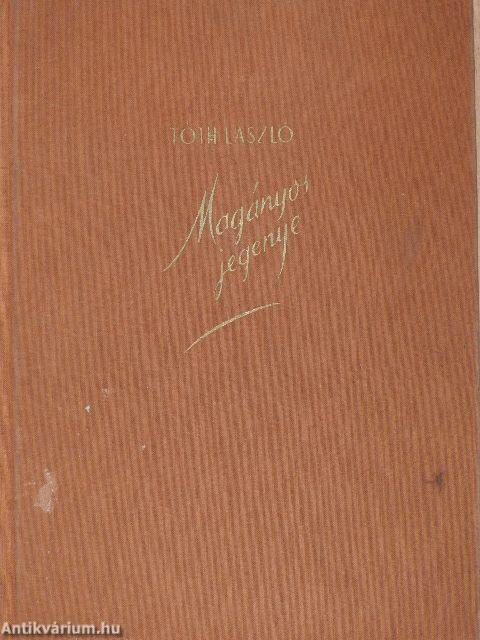 TÓTH LÁSZLÓ
Magányos
jegenye
Antikvárium.hu